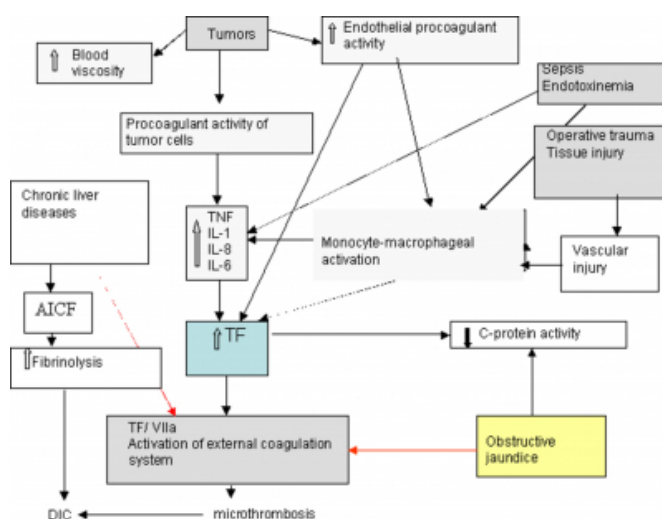 Tumors
Endothelial procoagulant
activity
Blood
viscosity
Sepsis
Endotoxinemia
Procoagulant activity of
tumor cells
Operative trauma
Tissue injury
Chronic liver
diseases
TNF
IL-1
IL-8
IL-6
Monocyte-macrophageal
activation
Vascular
injury
AICF
TF
C-protein activity
Fibrinolysis
TF/ VIIa
Activation of external coagulation
system
Obstructive
jaundice
DIC
microthrombosis